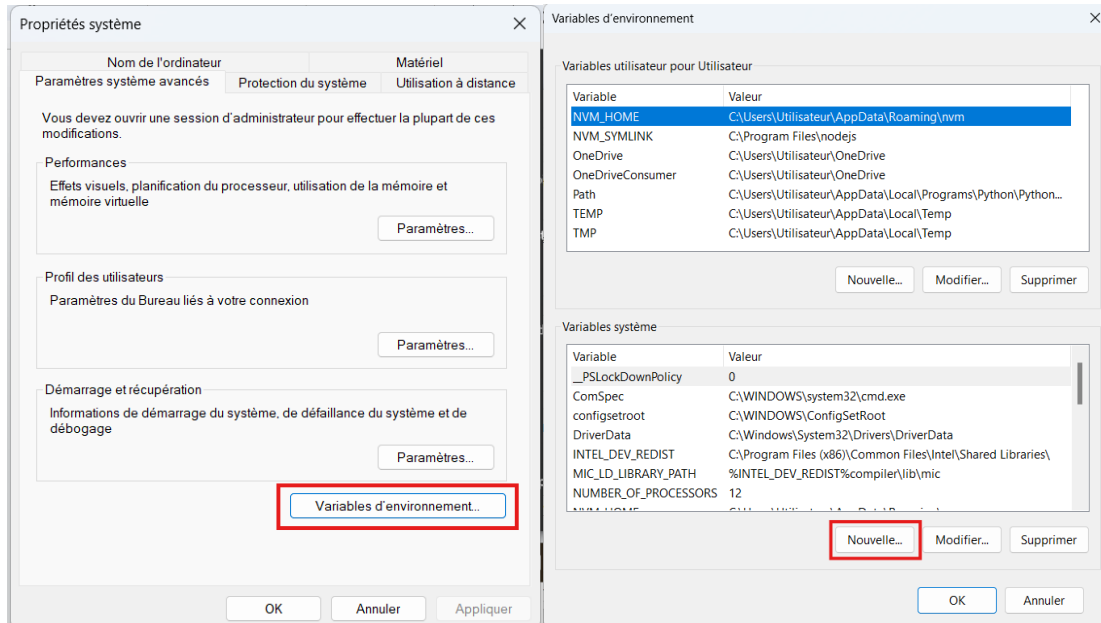 Propriétés système
Nom de l'ordinateur Matériel
Paramètres système avancés Protection du système Utilisation à distance
Vous devez ouvrir une session d'administrateur pour effectuer la plupart de ces
modifications.
Performances
Effets visuels, planification du processeur, utilisation de la mémoire et
mémoire virtuelle
Paramètres...
Profil des utilisateurs
Paramètres du Bureau liés à votre connexion
Paramètres...
Démarrage et récupération
Informations de démarrage du système, de défaillance du système et de
débogage
Paramètres...
Variables d'environnement...
OK Annuler Appliquer
Variables d'environnement
Variables utilisateur pour Utilisateur
Variable Valeur
NVM_HOME C:\Users\Utilisateur\AppData\Roaming\nvm
NVM_SYMLINK C:\Program Files\nodejs
OneDrive C:\Users\Utilisateur\OneDrive
OneDriveConsumer C:\Users\Utilisateur\OneDrive
Path C:\Users\Utilisateur\AppData\Local\Programs\Python\Python...
TEMP C:\Users\Utilisateur\AppData\Local\Temp
TMP C:\Users\Utilisateur\AppData\Local\Temp
Nouvelle... Modifier... Supprimer
Variables système
Variable Valeur
__PSLockDownPolicy 0
ComSpec C:\WINDOWS\system32\cmd.exe
configsetroot C:\WINDOWS\ConfigSetRoot
DriverData C:\Windows\System32\Drivers\DriverData
INTEL_DEV_REDIST C:\Program Files (x86)\Common Files\Intel\Shared Libraries\
MIC_LD_LIBRARY_PATH %INTEL_DEV_REDIST%compiler\lib\mic
NUMBER_OF_PROCESSORS 12
Nouvelle... Modifier... Supprimer
OK Annuler